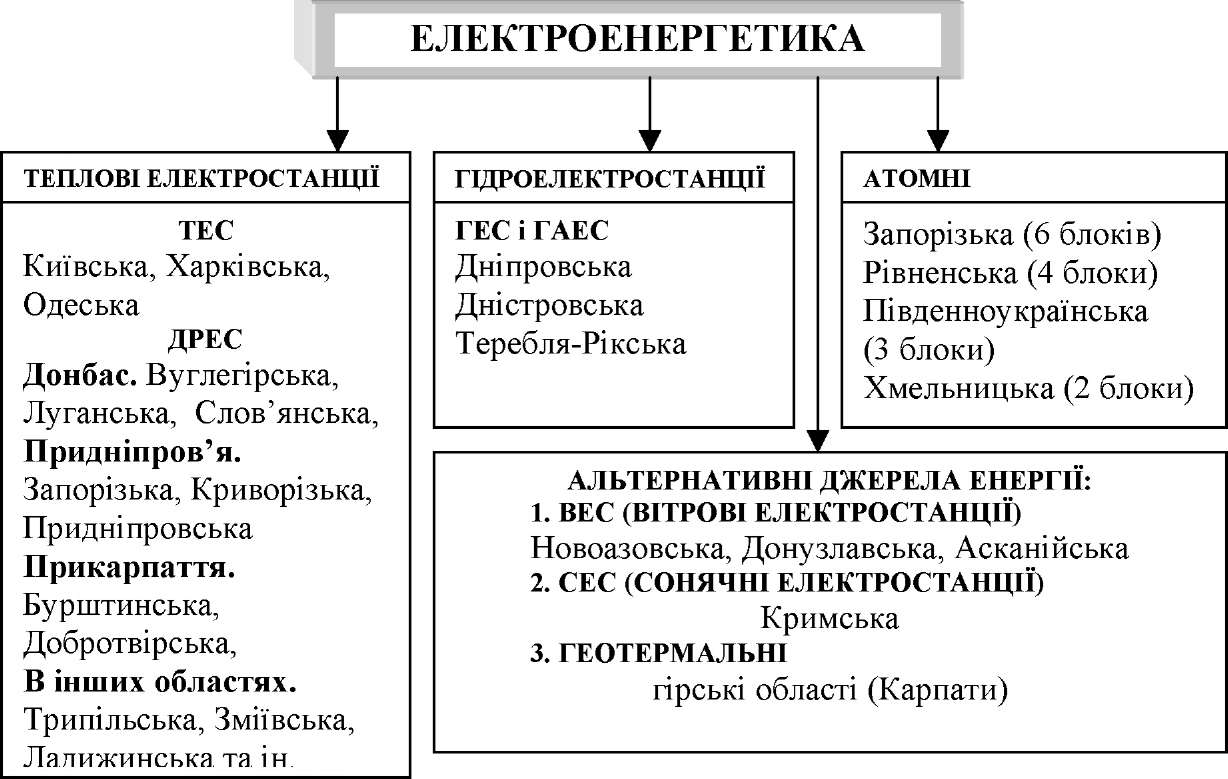 ЕЛЕКТРОЕНЕРГЕТИКА
ТЕПЛОВІ ЕЛЕКТРОСТАНЦІЇ
ТЕС
Київська, Харківська,
Одеська
ДРЕС
Донбас. Вуглегірська,
Луганська, Слов’янська,
Придніпров’я.
Запорізька, Криворізька,
Придніпровська
Прикарпаття.
Бурштинська,
Добротвірська,
В інших областях.
Трипільська, Зміївська,
Ладижинська та ін.
ГІДРОЕЛЕКТРОСТАНЦІЇ
ГЕС і ГАЕС
Дніпровська
Дністровська
Теребля-Рікська
АТОМНІ
Запорізька (6 блоків)
Рівненська (4 блоки)
Південноукраїнська
(3 блоки)
Хмельницька (2 блоки)
АЛЬТЕРНАТИВНІ ДЖЕРЕЛА ЕНЕРГІЇ:
1. ВЕС (ВІТРОВІ ЕЛЕКТРОСТАНЦІЇ)
Новоазовська, Донузлавська, Асканійська
2. СЕС (СОНЯЧНІ ЕЛЕКТРОСТАНЦІЇ)
Кримська
3. ГЕОТЕРМАЛЬНІ
гірські області (Карпати)